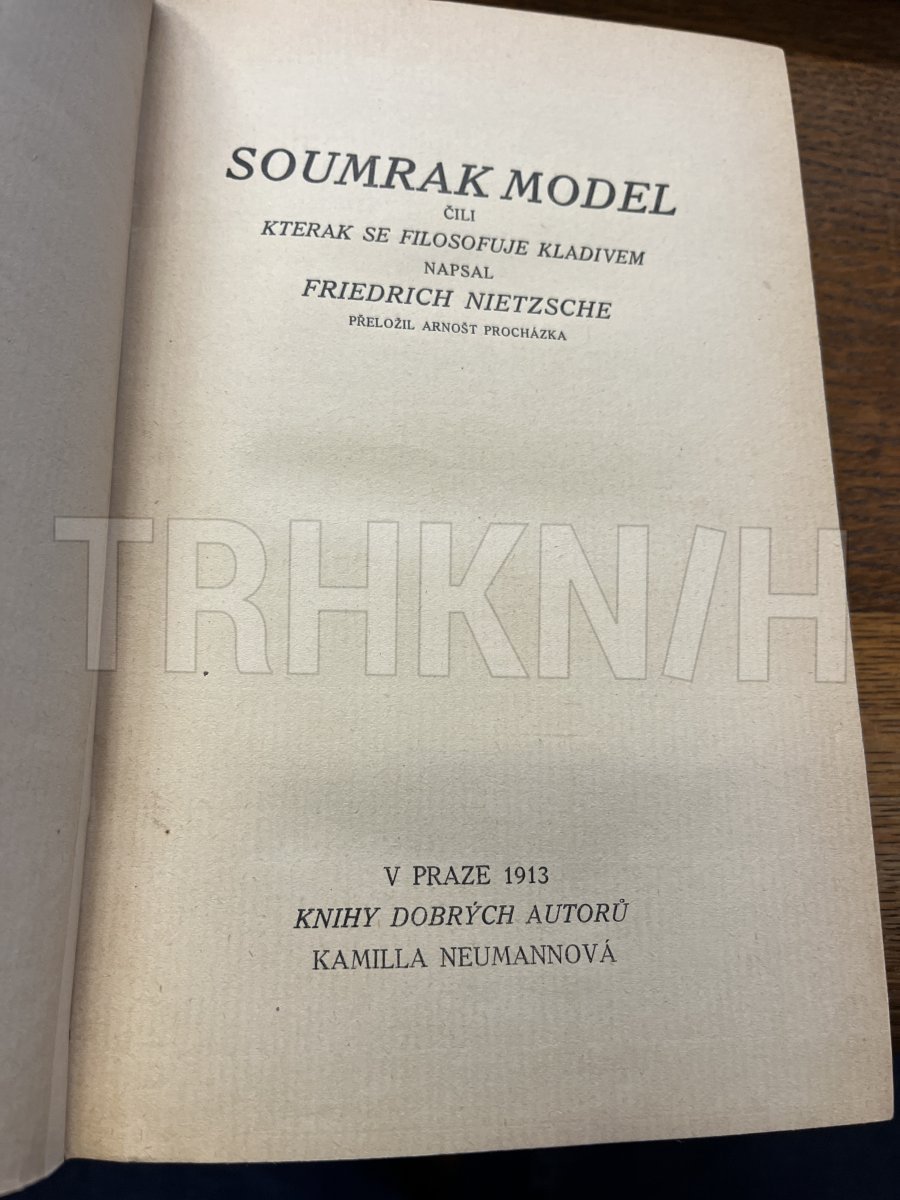 SOUMRAK MODEL
ČILI
KTERAK SE FILOSOFUJE KLADIVEM
NAPSAL
FRIEDRICH NIETZSCHE
PŘELOŽIL ARNOŠT PROCHÁZKA
TRHKN/H
V PRAZE 1913
KNIHY DOBRÝCH AUTORŮ
KAMILLA NEUMANNOVÁ